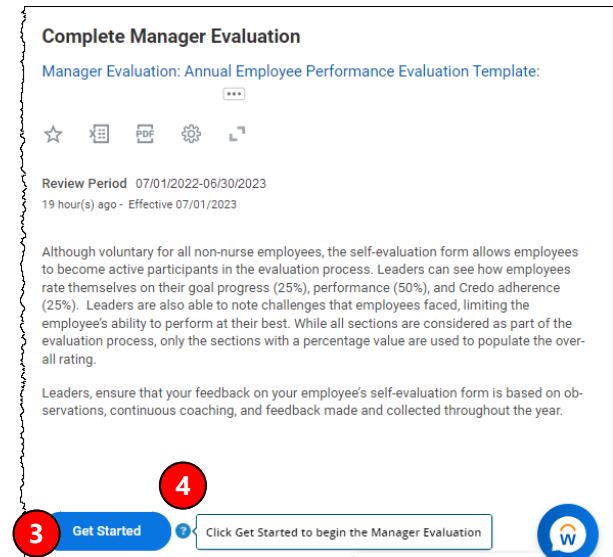 Complete Manager Evaluation
Manager Evaluation: Annual Employee Performance Evaluation Template:
PDF
Review Period 07/01/2022-06/30/2023
19 hour(s) ago - Effective 07/01/2023
Although voluntary for all non-nurse employees, the self-evaluation form allows employees
to become active participants in the evaluation process. Leaders can see how employees
rate themselves on their goal progress (25%), performance (50%), and Credo adherence
(25%). Leaders are also able to note challenges that employees faced, limiting the
employee's ability to perform at their best. While all sections are considered as part of the
evaluation process, only the sections with a percentage value are used to populate the over-
all rating.
Leaders, ensure that your feedback on your employee's self-evaluation form is based on ob-
servations, continuous coaching, and feedback made and collected throughout the year.
4
3 Get Started ? Click Get Started to begin the Manager Evaluation
w